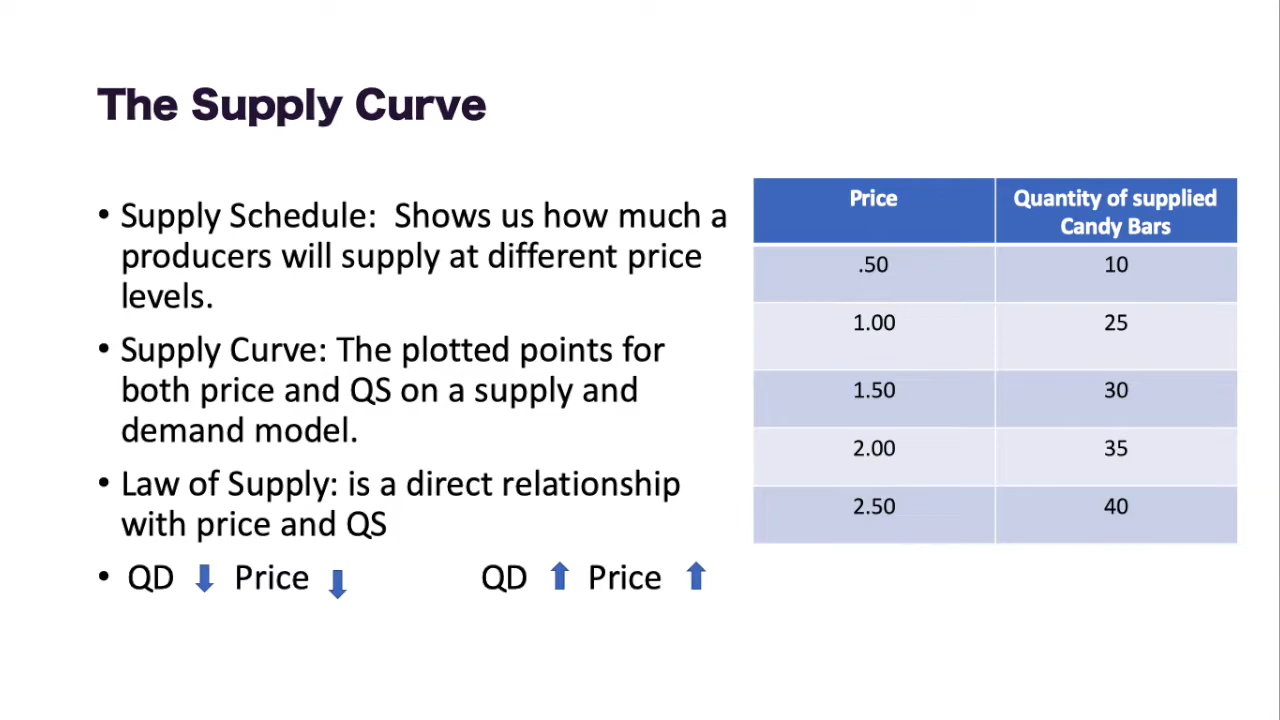 The Supply Curve
• Supply Schedule:  Shows us how much a
producers will supply at different price
levels.
• Supply Curve: The plotted points for
both price and QS on a supply and
demand model.
• Law of Supply: is a direct relationship
with price and QS
• QD ⬇ Price ⬇ QD ⬆ Price ⬆
Price
Quantity of supplied
Candy Bars
.50 10
1.00 25
1.50 30
2.00 35
2.50 40